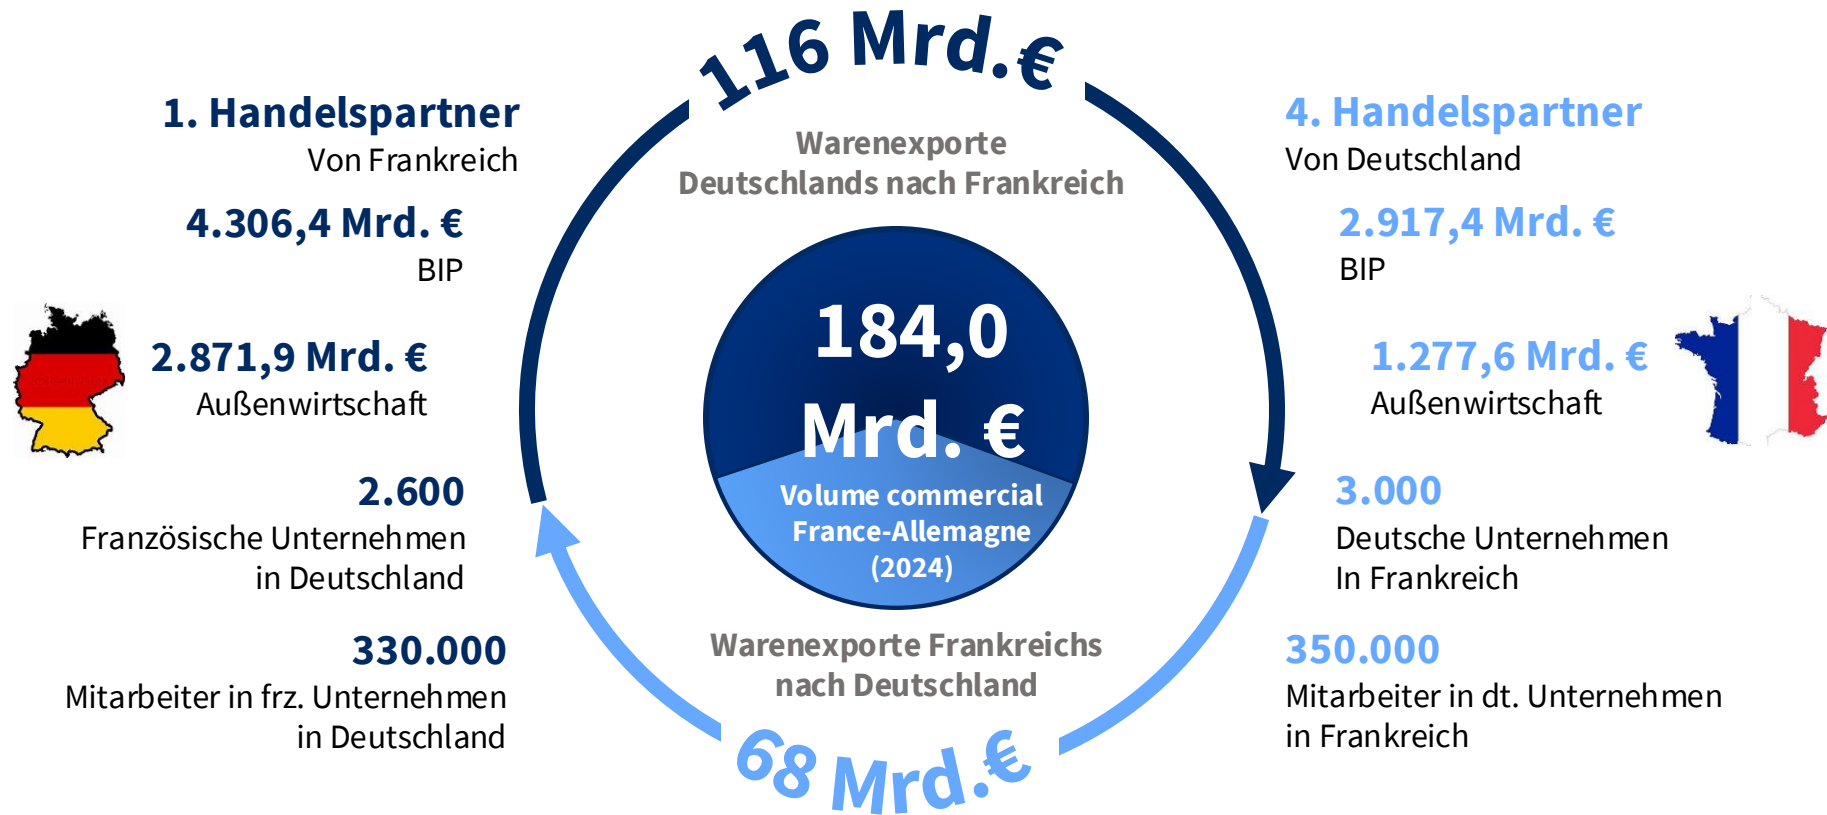 116 Mrd.€
Warenexporte
Deutschlands nach Frankreich
1. Handelspartner
Von Frankreich
4.306,4 Mrd. €
BIP
2.871,9 Mrd. €
Außenwirtschaft
2.600
Französische Unternehmen
in Deutschland
330.000
Mitarbeiter in frz. Unternehmen
in Deutschland
184,0
Mrd. €
Volume commercial
France-Allemagne
(2024)
4. Handelspartner
Von Deutschland
2.917,4 Mrd. €
BIP
1.277,6 Mrd. €
Außenwirtschaft
3.000
Deutsche Unternehmen
In Frankreich
350.000
Mitarbeiter in dt. Unternehmen
in Frankreich
Warenexporte Frankreichs
nach Deutschland
68 Mrd.€